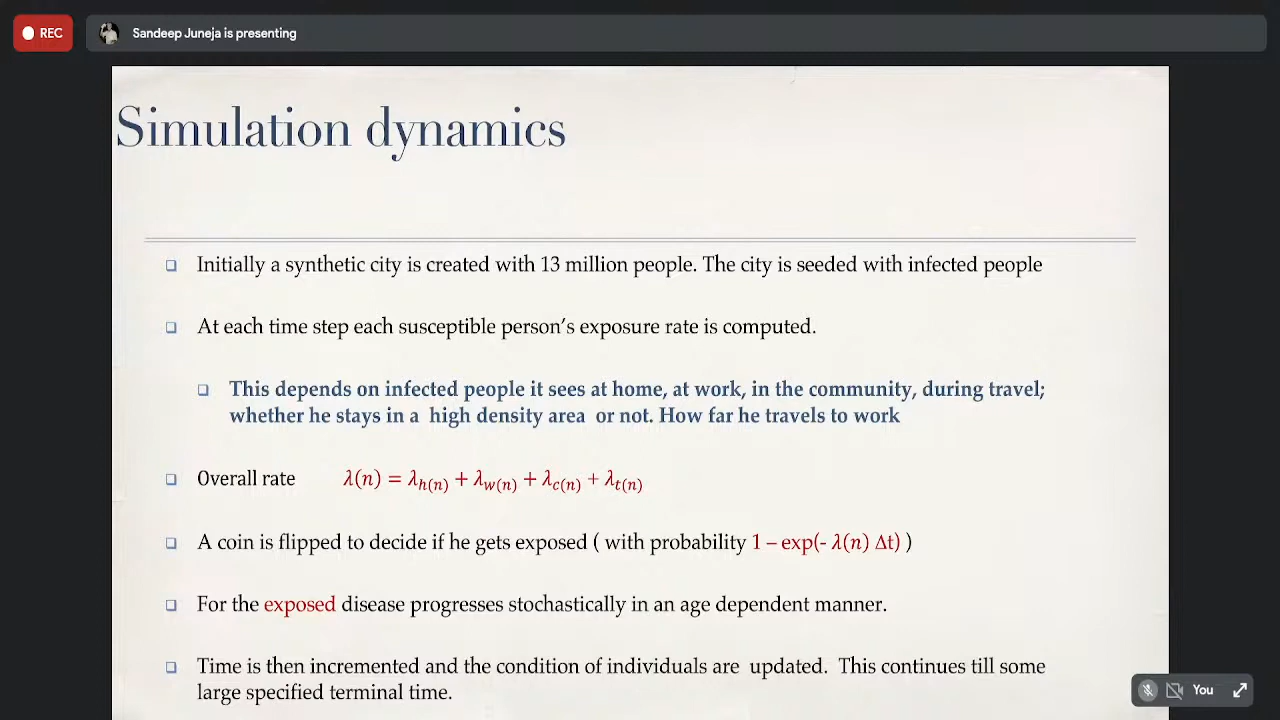 REC
Sandeep Juneja is presenting
Simulation dynamics
Initially a synthetic city is created with 13 million people. The city is seeded with infected people
At each time step each susceptible person's exposure rate is computed.
This depends on infected people it sees at home, at work, in the community, during travel;
whether he stays in a high density area or not. How far he travels to work
Overall rate λ(n) = λ_h(n) + λ_w(n) + λ_c(n) + λ_t(n)
A coin is flipped to decide if he gets exposed ( with probability 1 – exp(- λ(n) Δt) )
For the exposed disease progresses stochastically in an age dependent manner.
Time is then incremented and the condition of individuals are updated. This continues till some
large specified terminal time.
You